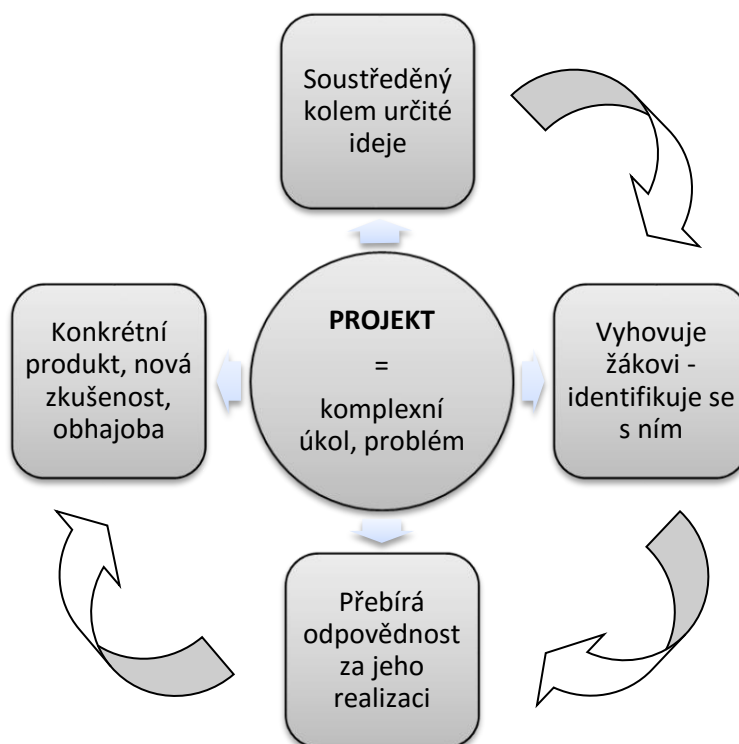 Soustředěný
kolem určité
ideje
Konkrétní
produkt, nová
zkušenost,
obhajoba
PROJEKT
=
komplexní
úkol, problém
Vyhovuje
žákovi -
identifikuje se
s ním
Přebírá
odpovědnost
za jeho
realizaci